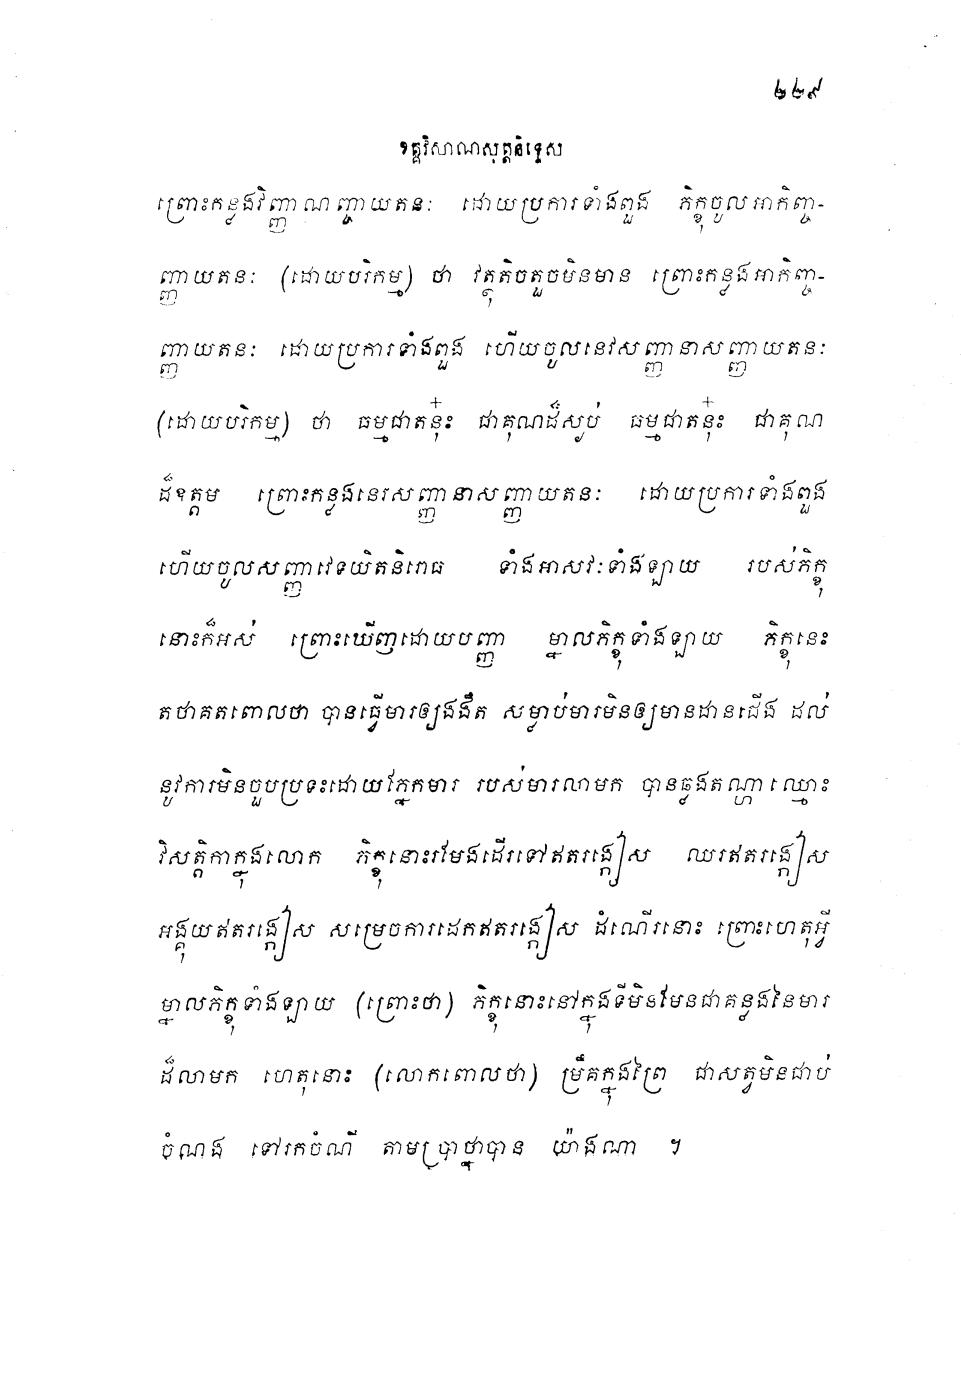 ២២៩
ខគ្គវិសាណសុត្តនិទ្ទេស
ព្រោះកន្លងវិញ្ញាណញ្ចាយតនៈ ដោយប្រការទាំងពួង ភិក្ខុចូលអាកិញ្ច-
ញ្ញាយតនៈ (ដោយបរិកម្ម) ថា វត្ថុតិចតួចមិនមាន ព្រោះកន្លងអាកិញ្ច-
ញ្ញាយតនៈ ដោយប្រការទាំងពួង ហើយចូលនេវសញ្ញានាសញ្ញាយតនៈ
(ដោយបរិកម្ម) ថា ធម្មជាតនុ៎ះ ជាគុណដ៏ស្ងប់ ធម្មជាតនុ៎ះ ជាគុណ
ដ៏ឧត្តម ព្រោះកន្លងនេវសញ្ញានាសញ្ញាយតនៈ ដោយប្រការទាំងពួង
ហើយចូលសញ្ញាវេទយិតនិរោធ ទាំងអាសវៈទាំងឡាយ របស់ភិក្ខុ
នោះក៏អស់ ព្រោះឃើញដោយបញ្ញា ម្នាលភិក្ខុទាំងឡាយ ភិក្ខុនេះ
តថាគតពោលថា បានធ្វើមារឲ្យងងឹត សម្លាប់មារមិនឲ្យមានដានជើង ដល់
នូវការមិនចួបប្រទះដោយភ្នែកមារ របស់មារលាមក បានឆ្លងតណ្ហា ឈ្មោះ
វិសត្តិកាក្នុងលោក ភិក្ខុនោះរមែងដើរទៅឥតរង្គៀស ឈរឥតរង្គៀស
អង្គុយឥតរង្គៀស សម្រេចការដេកឥតរង្គៀស ដំណើរនោះ ព្រោះហេតុអ្វី
ម្នាលភិក្ខុទាំងឡាយ (ព្រោះថា) ភិក្ខុនោះនៅក្នុងទីមិនមែនជាគន្លងនៃមារ
ដ៏លាមក ហេតុនោះ (លោកពោលថា) ម្រឹគក្នុងព្រៃ ជាសត្វមិនជាប់
ចំណង ទៅរកចំណី តាមប្រាថ្នាបាន យ៉ាងណា ។